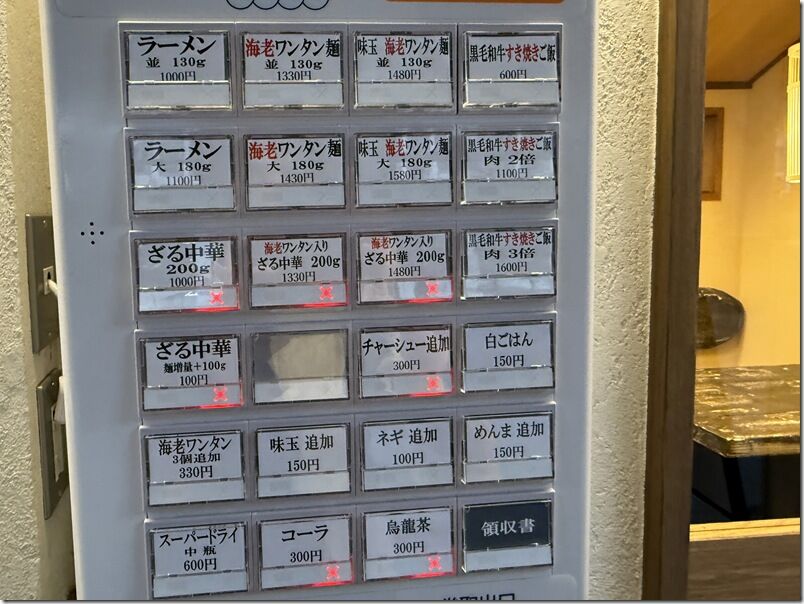 ラーメン
並 130g
1000円
海老ワンタン麺
並 130g
1330円
味玉 海老ワンタン麺
並 130g
1480円
黒毛和牛すき焼きご飯
600円
ラーメン
大 180g
1100円
海老ワンタン麺
大 180g
1430円
味玉 海老ワンタン麺
大 180g
1580円
黒毛和牛すき焼きご飯
肉 2倍
1100円
ざる中華
200g
1000円
海老ワンタン入り
ざる中華 200g
1330円
海老ワンタン入り
ざる中華 200g
1480円
黒毛和牛すき焼きご飯
肉 3倍
1600円
ざる中華
麺増量+100g
100円
チャーシュー追加
300円
白ごはん
150円
海老ワンタン
3個追加
330円
味玉 追加
150円
ネギ 追加
100円
めんま 追加
150円
スーパードライ
中 瓶
600円
コーラ
300円
烏龍茶
300円
領収書